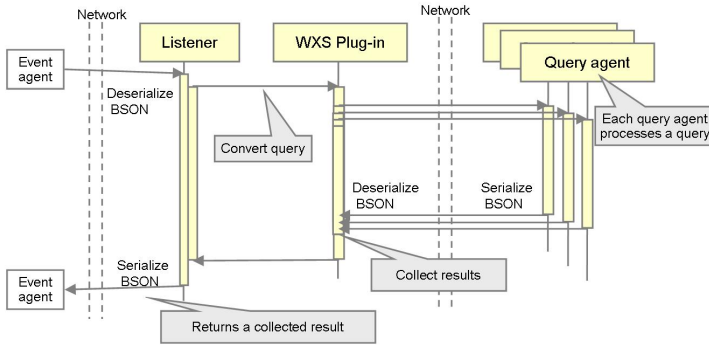 Network
Network
Listener
WXS Plug-in
Query agent
Event
agent
Deserialize
BSON
Convert query
Each query agent
processes a query
Deserialize
BSON
Serialize
BSON
Serialize
BSON
Collect results
Event
agent
Returns a collected result